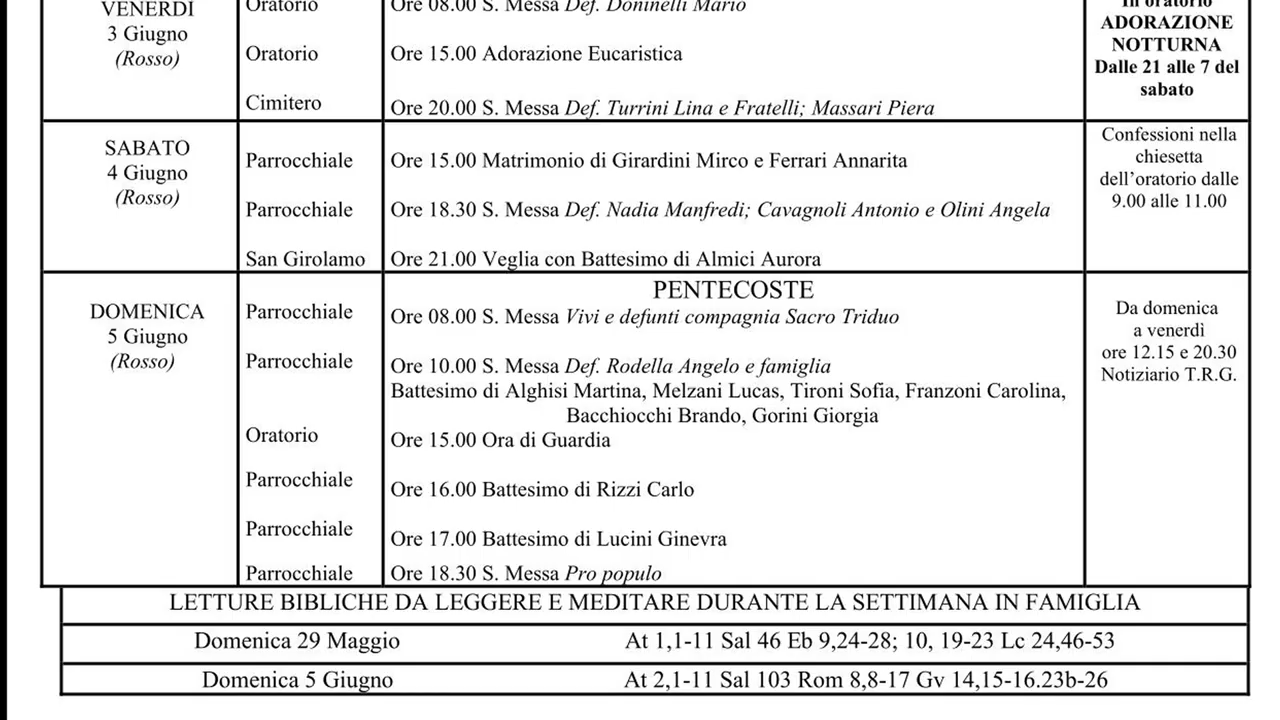 VENERDÌ
3 Giugno
(Rosso)
Oratorio
Ore 08.00 S. Messa Def. Doninelli Mario
Oratorio
Ore 15.00 Adorazione Eucaristica
Cimitero
Ore 20.00 S. Messa Def. Turrini Lina e Fratelli; Massari Piera
In oratorio
ADORAZIONE
NOTTURNA
Dalle 21 alle 7 del
sabato
SABATO
4 Giugno
(Rosso)
Parrocchiale
Ore 15.00 Matrimonio di Girardini Mirco e Ferrari Annarita
Parrocchiale
Ore 18.30 S. Messa Def. Nadia Manfredi; Cavagnoli Antonio e Olini Angela
San Girolamo
Ore 21.00 Veglia con Battesimo di Almici Aurora
Confessioni nella
chiesetta
dell’oratorio dalle
9.00 alle 11.00
DOMENICA
5 Giugno
(Rosso)
PENTECOSTE
Parrocchiale
Ore 08.00 S. Messa Vivi e defunti compagnia Sacro Triduo
Parrocchiale
Ore 10.00 S. Messa Def. Rodella Angelo e famiglia
Battesimo di Alghisi Martina, Melzani Lucas, Tironi Sofia, Franzoni Carolina,
Bacchiocchi Brando, Gorini Giorgia
Oratorio
Ore 15.00 Ora di Guardia
Parrocchiale
Ore 16.00 Battesimo di Rizzi Carlo
Parrocchiale
Ore 17.00 Battesimo di Lucini Ginevra
Parrocchiale
Ore 18.30 S. Messa Pro populo
Da domenica
a venerdì
ore 12.15 e 20.30
Notiziario T.R.G.
LETTURE BIBLICHE DA LEGGERE E MEDITARE DURANTE LA SETTIMANA IN FAMIGLIA
Domenica 29 Maggio
At 1,1-11 Sal 46 Eb 9,24-28; 10, 19-23 Lc 24,46-53
Domenica 5 Giugno
At 2,1-11 Sal 103 Rom 8,8-17 Gv 14,15-16.23b-26